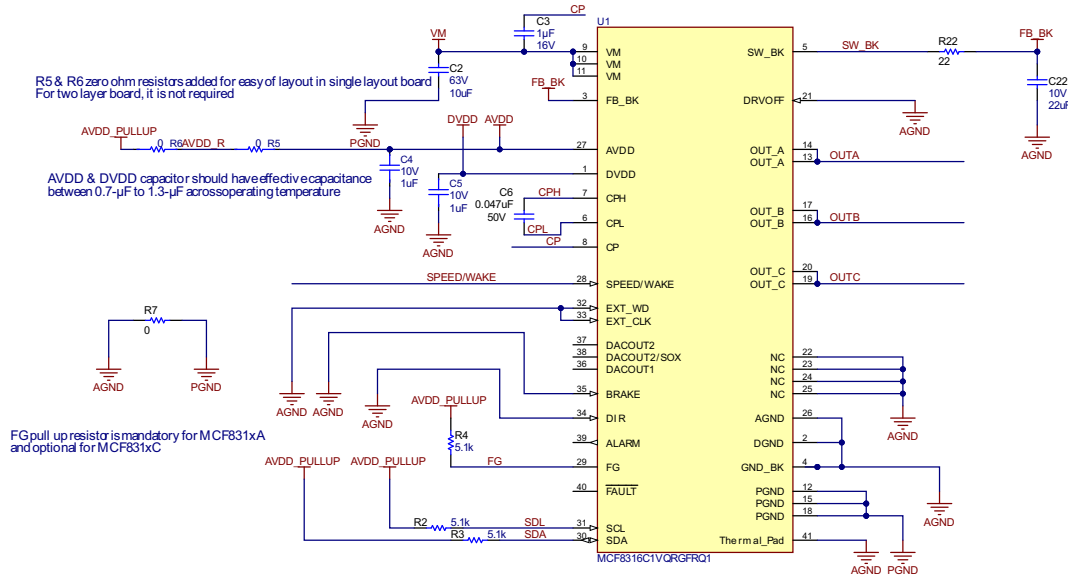 CP
U1
C3
1µF
16V
VM
9
VM
10
VM
11
VM
SW_BK
5
SW_BK
R22
22
FB_BK
C2
63V
10uF
R5 & R6 zero ohm resistors added for easy of layout in single layout board
For two layer board, it is not required
FB_BK
3
FB_BK
DRVOFF
21
C22
10V
22uF
PGND
AGND
AGND
AVDD_PULLUP
0
R6
AVDD_R
0
R5
DVDD
AVDD
27
AVDD
OUT_A
14
OUT_A
13
OUTA
C4
10V
1uF
1
DVDD
AVDD & DVDD capacitor should have effective capacitance
between 0.7-µF to 1.3-µF acrossoperating temperature
C5
10V
1uF
CPH
7
CPH
C6
0.047uF
50V
CPL
6
CPL
OUT_B
17
OUT_B
16
OUTB
AGND
AGND
CP
8
CP
OUT_C
20
OUT_C
19
OUTC
SPEED/WAKE
28
SPEED/WAKE
32
EXT_WD
33
EXT_CLK
R7
0
37
DACOUT2
38
DACOUT2/SOX
36
DACOUT1
NC
22
NC
23
NC
24
NC
25
AGND
PGND
AGND
AGND
35
BRAKE
AGND
34
DIR
AGND
26
AGND
AVDD_PULLUP
R4
5.1k
39
ALARM
DGND
2
FG pull up resistor is mandatory for MCF831xA
and optional for MCF831xC
AVDD_PULLUP
AVDD_PULLUP
FG
29
FG
GND_BK
4
40
FAULT
PGND
12
PGND
15
PGND
18
AGND
R2
5.1k
SDL
31
SCL
R3
5.1k
SDA
30
SDA
Thermal_Pad
41
MCF8316C1VQRGFRQ1
AGND
PGND